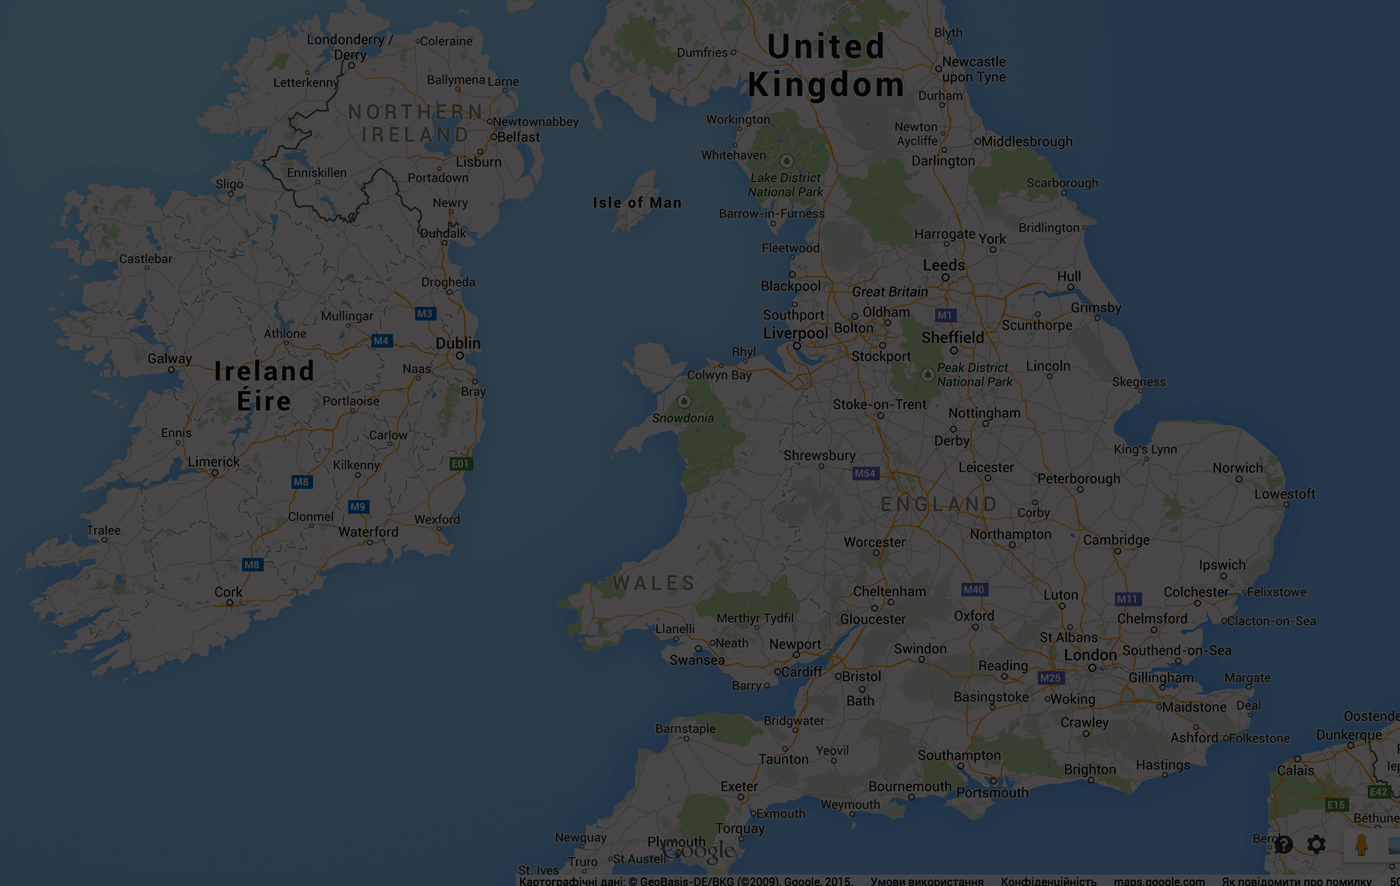 Londonderry /
Derry
Coleraine
Letterkenny
Ballymena
Larne
NORTHERN
IRELAND
Newtownabbey
Belfast
Lisburn
Enniskillen
Portadown
Sligo
Newry
Dundalk
Castlebar
Drogheda
Mullingar
M3
Athlone
M4
Dublin
Galway
Naas
Ireland
Éire
Bray
Portlaoise
Ennis
Carlow
Limerick
Kilkenny
E01
M8
M9
Clonmel
Wexford
Tralee
Waterford
M8
Cork
United
Kingdom
Dumfries
Blyth
Newcastle
upon Tyne
Durham
Workington
Newton
Aycliffe
Middlesbrough
Whitehaven
Darlington
Lake District
National Park
Scarborough
Isle of Man
Barrow-in-Furness
Harrogate
York
Bridlington
Fleetwood
Leeds
Hull
Blackpool
Great Britain
Grimsby
Southport
Oldham
M1
Scunthorpe
Liverpool
Bolton
Sheffield
Rhyl
Stockport
Colwyn Bay
Peak District
National Park
Lincoln
Skegness
Snowdonia
Stoke-on-Trent
Nottingham
Derby
King's Lynn
Shrewsbury
Leicester
Norwich
M54
Peterborough
Lowestoft
ENGLAND
Corby
Worcester
Northampton
Cambridge
Ipswich
WALES
Cheltenham
M40
Luton
M11
Colchester
Felixstowe
Merthyr Tydfil
Gloucester
Oxford
Chelmsford
Clacton-on-Sea
Llanelli
Neath
Newport
St Albans
Swansea
Swindon
London
Southend-on-Sea
Cardiff
Bristol
Reading
M25
Gillingham
Margate
Barry
Bath
Basingstoke
Woking
Maidstone
Deal
Barnstaple
Bridgwater
Crawley
Oostende
Ashford
Folkestone
Dunkerque
Taunton
Yeovil
Southampton
Brighton
Hastings
Calais
Exeter
Bournemouth
Portsmouth
E42
Weymouth
E15
Exmouth
Béthune
Torquay
Newquay
Plymouth
Google
Truro
St Austell
St. Ives
Картографічні дані: © GeoBasis-DE/BKG (©2009), Google, 2015. Умови використання Конфіденційність maps.google.com Як повідомити про помилку